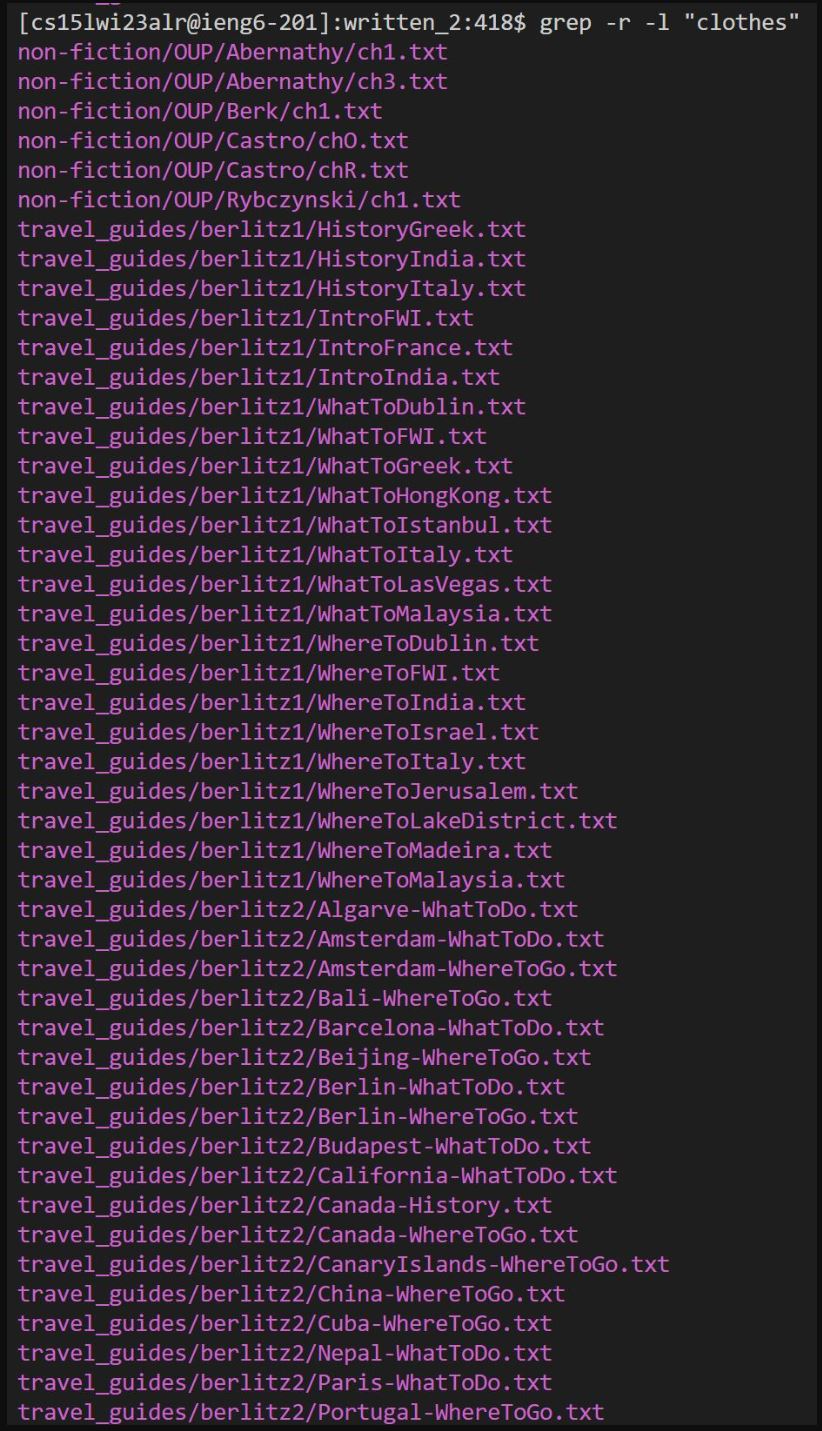 [cs15lwi23alr@ieng6-201]:written_2:418$ grep -r -l "clothes"
non-fiction/OUP/Abernathy/ch1.txt
non-fiction/OUP/Abernathy/ch3.txt
non-fiction/OUP/Berk/ch1.txt
non-fiction/OUP/Castro/chO.txt
non-fiction/OUP/Castro/chR.txt
non-fiction/OUP/Rybczynski/ch1.txt
travel_guides/berlitz1/HistoryGreek.txt
travel_guides/berlitz1/HistoryIndia.txt
travel_guides/berlitz1/HistoryItaly.txt
travel_guides/berlitz1/IntroFWI.txt
travel_guides/berlitz1/IntroFrance.txt
travel_guides/berlitz1/IntroIndia.txt
travel_guides/berlitz1/WhatToDublin.txt
travel_guides/berlitz1/WhatToFWI.txt
travel_guides/berlitz1/WhatToGreek.txt
travel_guides/berlitz1/WhatToHongKong.txt
travel_guides/berlitz1/WhatToIstanbul.txt
travel_guides/berlitz1/WhatToItaly.txt
travel_guides/berlitz1/WhatToLasVegas.txt
travel_guides/berlitz1/WhatToMalaysia.txt
travel_guides/berlitz1/WhereToDublin.txt
travel_guides/berlitz1/WhereToFWI.txt
travel_guides/berlitz1/WhereToIndia.txt
travel_guides/berlitz1/WhereToIsrael.txt
travel_guides/berlitz1/WhereToItaly.txt
travel_guides/berlitz1/WhereToJerusalem.txt
travel_guides/berlitz1/WhereToLakeDistrict.txt
travel_guides/berlitz1/WhereToMadeira.txt
travel_guides/berlitz1/WhereToMalaysia.txt
travel_guides/berlitz2/Algarve-WhatToDo.txt
travel_guides/berlitz2/Amsterdam-WhatToDo.txt
travel_guides/berlitz2/Amsterdam-WhereToGo.txt
travel_guides/berlitz2/Bali-WhereToGo.txt
travel_guides/berlitz2/Barcelona-WhatToDo.txt
travel_guides/berlitz2/Beijing-WhereToGo.txt
travel_guides/berlitz2/Berlin-WhatToDo.txt
travel_guides/berlitz2/Berlin-WhereToGo.txt
travel_guides/berlitz2/Budapest-WhatToDo.txt
travel_guides/berlitz2/California-WhatToDo.txt
travel_guides/berlitz2/Canada-History.txt
travel_guides/berlitz2/Canada-WhereToGo.txt
travel_guides/berlitz2/CanaryIslands-WhereToGo.txt
travel_guides/berlitz2/China-WhereToGo.txt
travel_guides/berlitz2/Cuba-WhereToGo.txt
travel_guides/berlitz2/Nepal-WhatToDo.txt
travel_guides/berlitz2/Paris-WhatToDo.txt
travel_guides/berlitz2/Portugal-WhereToGo.txt